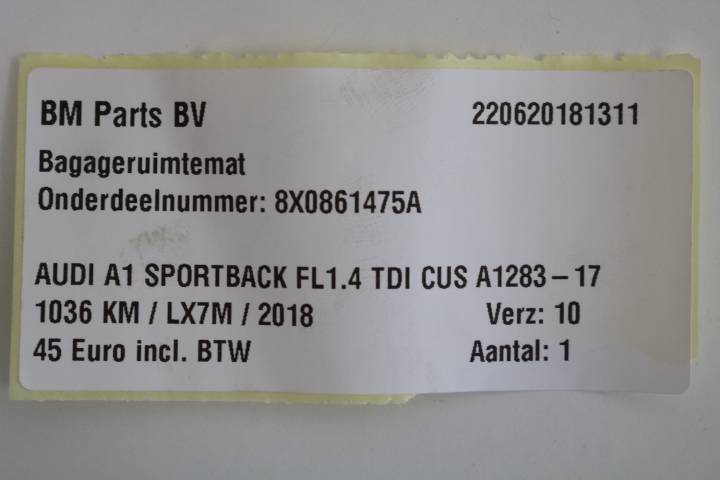 BM Parts BV 220620181311
Bagageruimtemat
Onderdeelnummer: 8X0861475A
AUDI A1 SPORTBACK FL1.4 TDI CUS A1283-17
1036 KM / LX7M / 2018 Verz: 10
45 Euro incl. BTW Aantal: 1